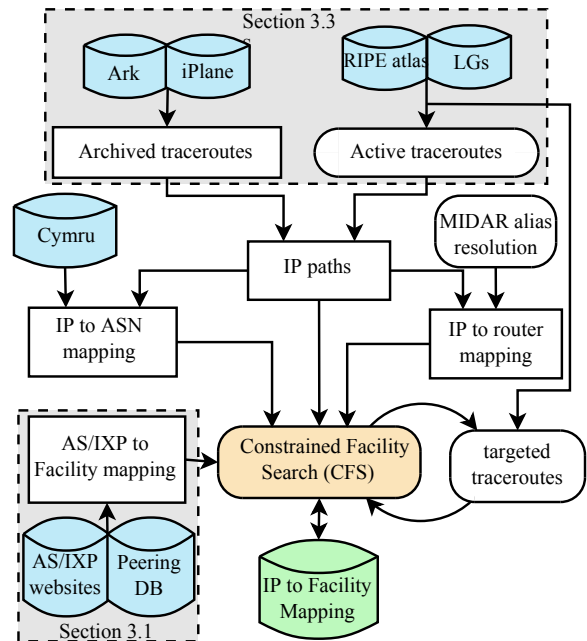 Section 3.3
s
Ark
iPlane
RIPE atlas
LGs
Archived traceroutes
Active traceroutes
Cymru
MIDAR alias
resolution
IP paths
IP to ASN
mapping
IP to router
mapping
AS/IXP to
Facility mapping
Constrained Facility
Search (CFS)
targeted
traceroutes
AS/IXP
websites
Peering
DB
IP to Facility
Mapping
Section 3.1